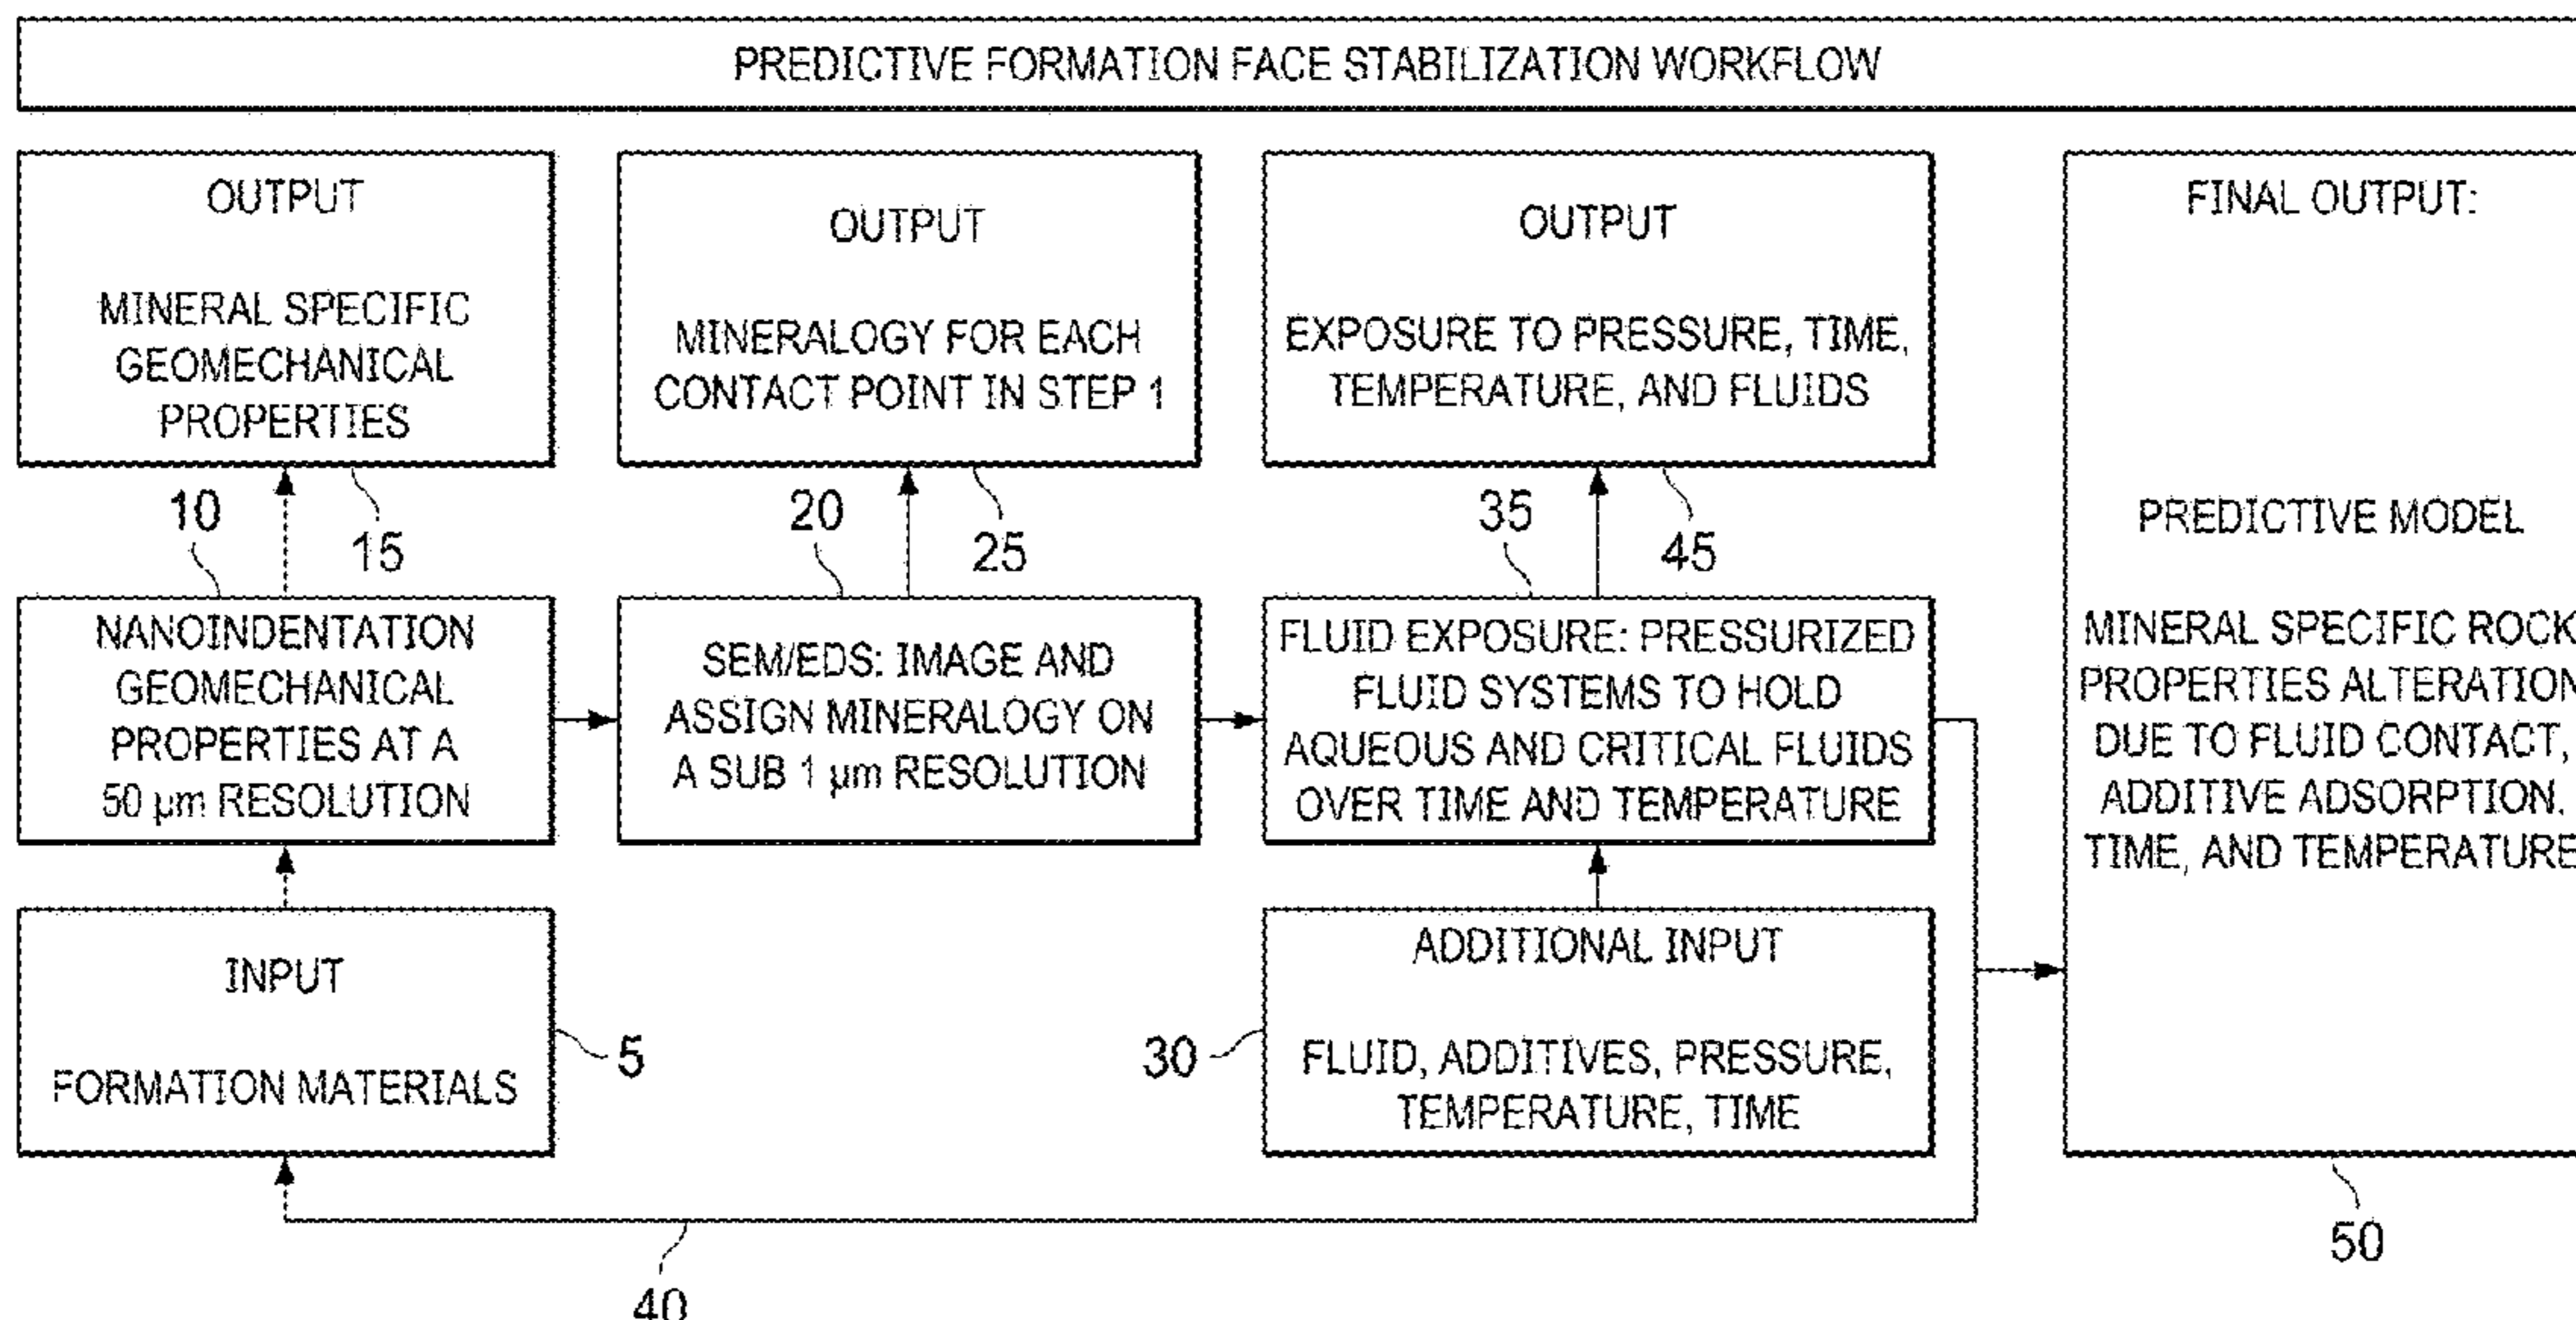 PREDICTIVE FORMATION FACE STABILIZATION WORKFLOW
OUTPUT
MINERAL SPECIFIC
GEOMECHANICAL
PROPERTIES
OUTPUT
MINERALOGY FOR EACH
CONTACT POINT IN STEP 1
OUTPUT
EXPOSURE TO PRESSURE, TIME,
TEMPERATURE, AND FLUIDS
FINAL OUTPUT:
PREDICTIVE MODEL
MINERAL SPECIFIC ROCK
PROPERTIES ALTERATION
DUE TO FLUID CONTACT,
ADDITIVE ADSORPTION.
TIME, AND TEMPERATURE
10
15
20
25
35
45
NANOINDENTATION
GEOMECHANICAL
PROPERTIES AT A
50 µm RESOLUTION
SEM/EDS: IMAGE AND
ASSIGN MINERALOGY ON
A SUB 1 µm RESOLUTION
FLUID EXPOSURE: PRESSURIZED
FLUID SYSTEMS TO HOLD
AQUEOUS AND CRITICAL FLUIDS
OVER TIME AND TEMPERATURE
INPUT
FORMATION MATERIALS
5
30
ADDITIONAL INPUT
FLUID, ADDITIVES, PRESSURE,
TEMPERATURE, TIME
40
50